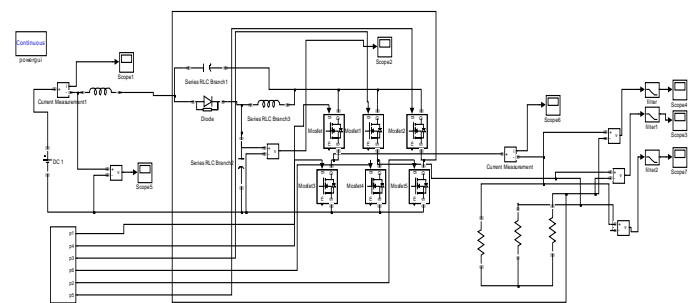 Continuous
powergui
Scope1
Current Measurement1
DC 1
Scope5
Series RLC Branch1
Diode
Series RLC Branch3
Series RLC Branch2
Scope2
Mosfet
Mosfet1
Mosfet2
Mosfet3
Mosfet4
Mosfet5
Scope6
Current Measurement
filter
Scope4
filter1
Scope3
filter2
Scope7
p1
p4
p3
p6
p2
p5